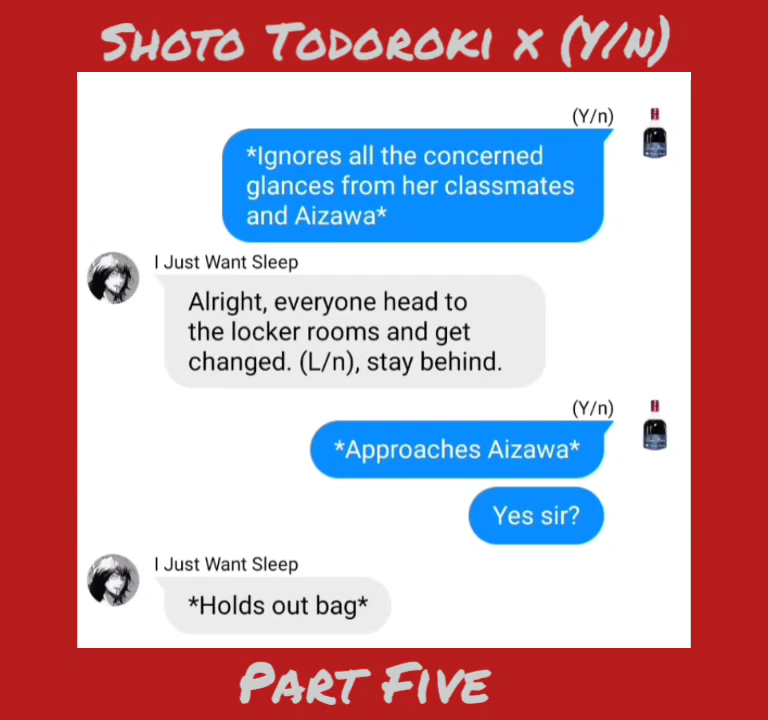 Shoto Todoroki x (Y/N)
(Y/n)
*Ignores all the concerned
glances from her classmates
and Aizawa*
I Just Want Sleep
Alright, everyone head to
the locker rooms and get
changed. (L/n), stay behind.
(Y/n)
*Approaches Aizawa*
Yes sir?
I Just Want Sleep
*Holds out bag*
Part Five